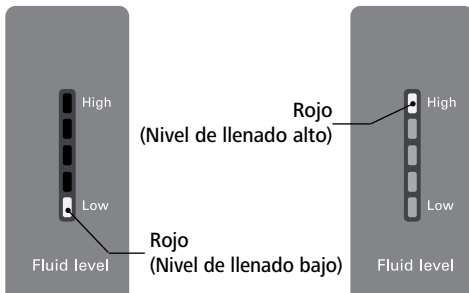 High
Low
Fluid level
Rojo
(Nivel de llenado bajo)
Rojo
(Nivel de llenado alto)
High
Low
Fluid level